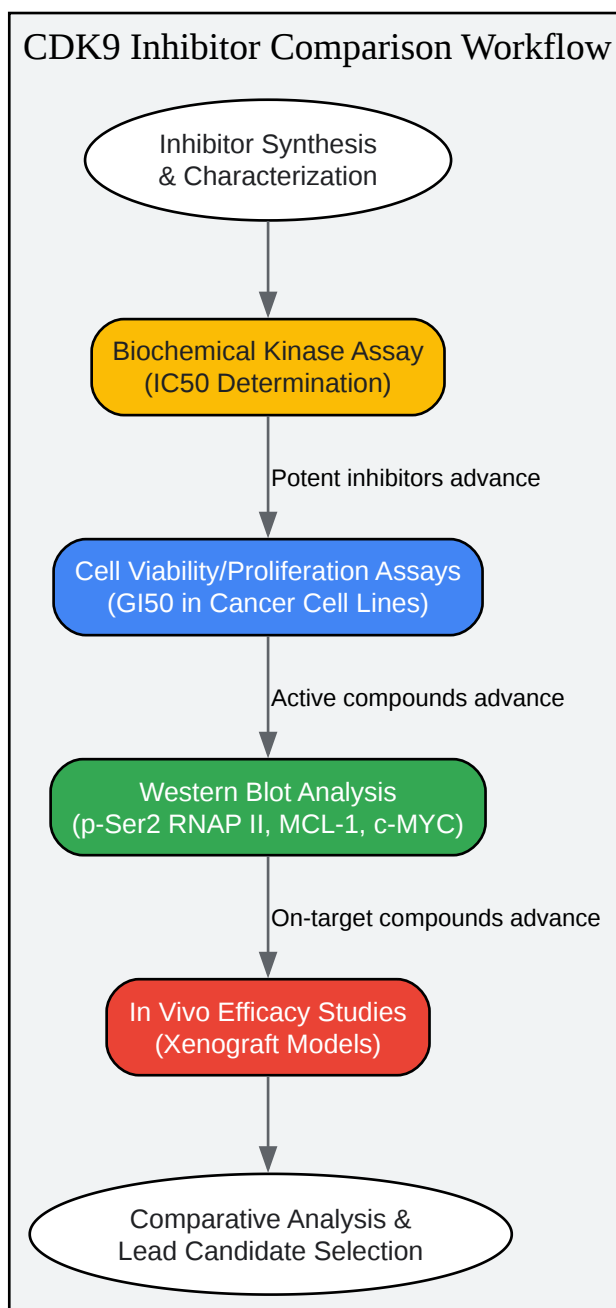 CDK9 Inhibitor Comparison Workflow
Inhibitor Synthesis
& Characterization
Biochemical Kinase Assay
(IC50 Determination)
Potent inhibitors advance
Cell Viability/Proliferation Assays
(GI50 in Cancer Cell Lines)
Active compounds advance
Western Blot Analysis
(p-Ser2 RNAP II, MCL-1, c-MYC)
On-target compounds advance
In Vivo Efficacy Studies
(Xenograft Models)
Comparative Analysis &
Lead Candidate Selection